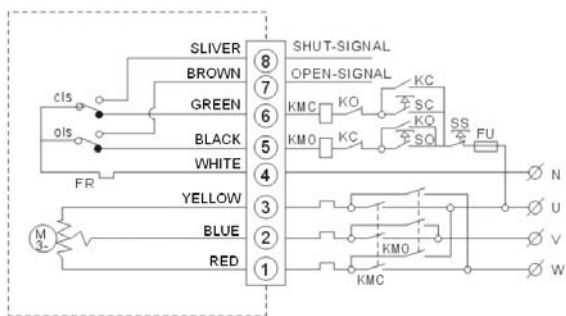 SLIVER 8 SHUT-SIGNAL
BROWN 7 OPEN-SIGNAL
KC
cls GREEN 6 KMC KO SC SS FU
KO
ols BLACK 5 KMO KC SO
WHITE 4 N
FR
YELLOW 3 U
M 3~ BLUE 2 V
KMO
RED 1 W
KMC